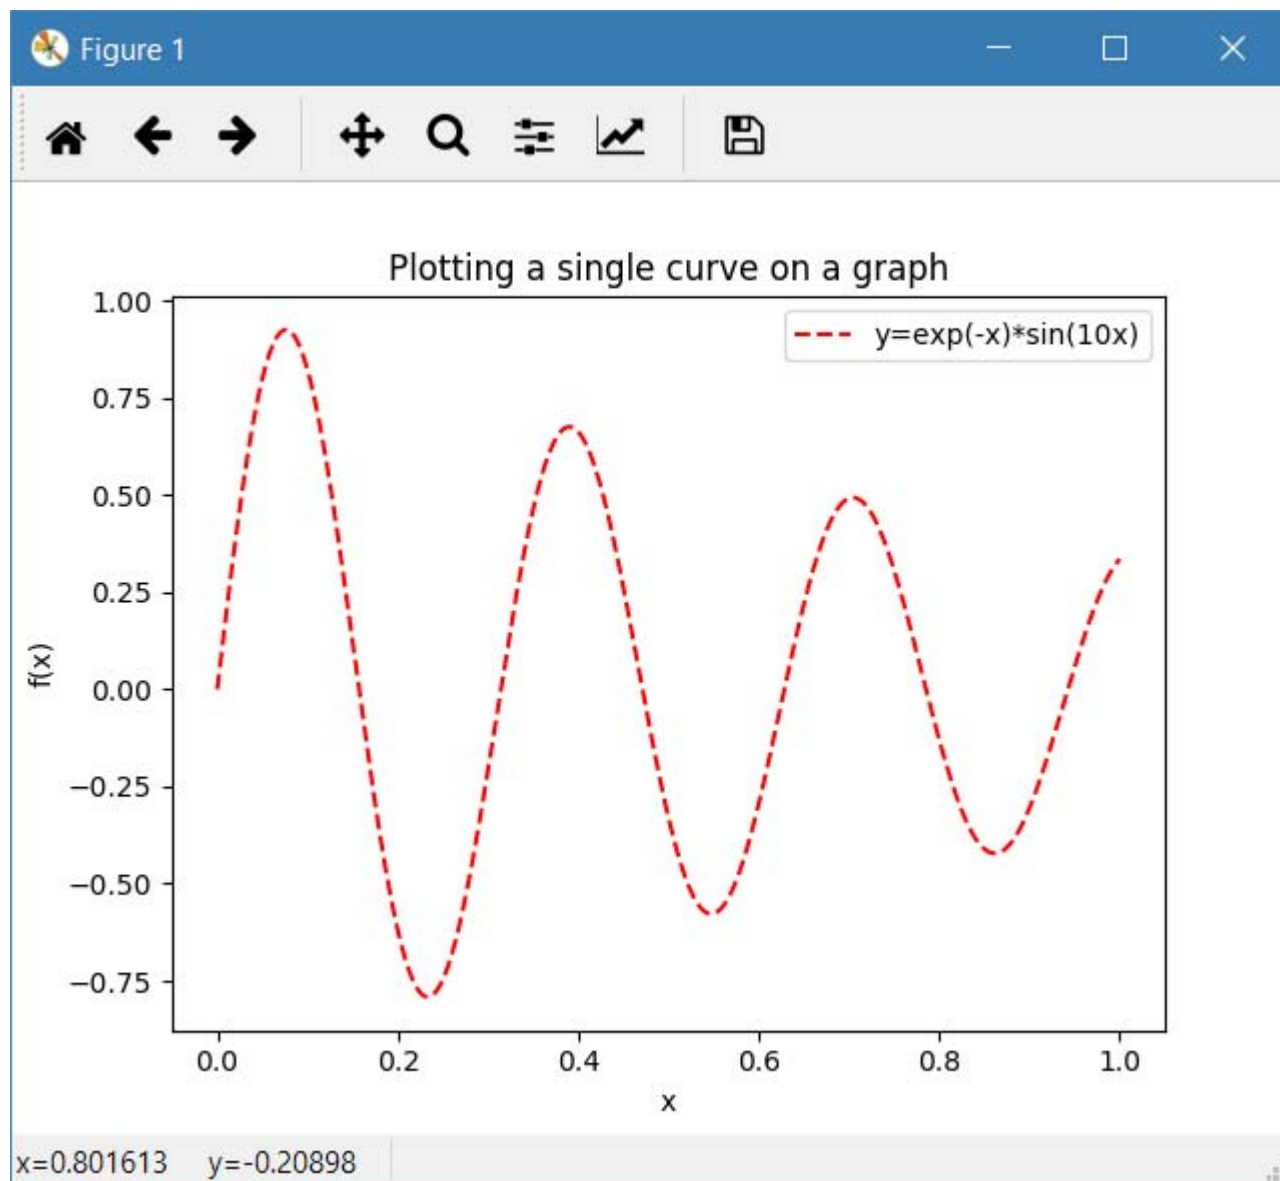 Figure 1
Plotting a single curve on a graph
1.00
y=exp(-x)*sin(10x)
0.75
0.50
0.25
f(x)
0.00
−0.25
−0.50
−0.75
0.0 0.2 0.4 0.6 0.8 1.0
x
x=0.801613 y=-0.20898